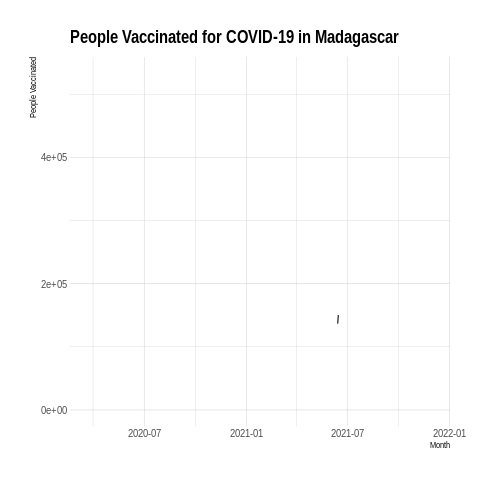 People Vaccinated for COVID-19 in Madagascar
People Vaccinated
4e+05
2e+05
0e+00
2020-07
2021-01
2021-07
2022-01
Month